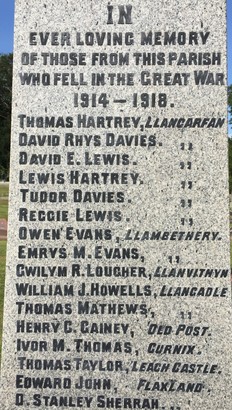 IN
EVER LOVING MEMORY
OF THOSE FROM THIS PARISH
WHO FELL IN THE GREAT WAR
1914 – 1918.
THOMAS HARTREY, LLANCARFAN
DAVID RHYS DAVIES. ,,
DAVID E. LEWIS. ,,
LEWIS HARTREY. ,,
TUDOR DAVIES. ,,
REGGIE LEWIS. ,,
OWEN EVANS, LLAMBETHERY.
EMRYS M. EVANS, ,,
GWILYM R. LOUGHER, LLANVITHYN
WILLIAM J. HOWELLS, LLANCADLE
THOMAS MATHEWS, ,,
HENRY C. CAINEY, OLD POST.
IVOR M. THOMAS, CURNIX.
THOMAS TAYLOR, LEACH CASTLE.
EDWARD JOHN, FLAXLAND.
D. STANLEY SHERRAH. ,,